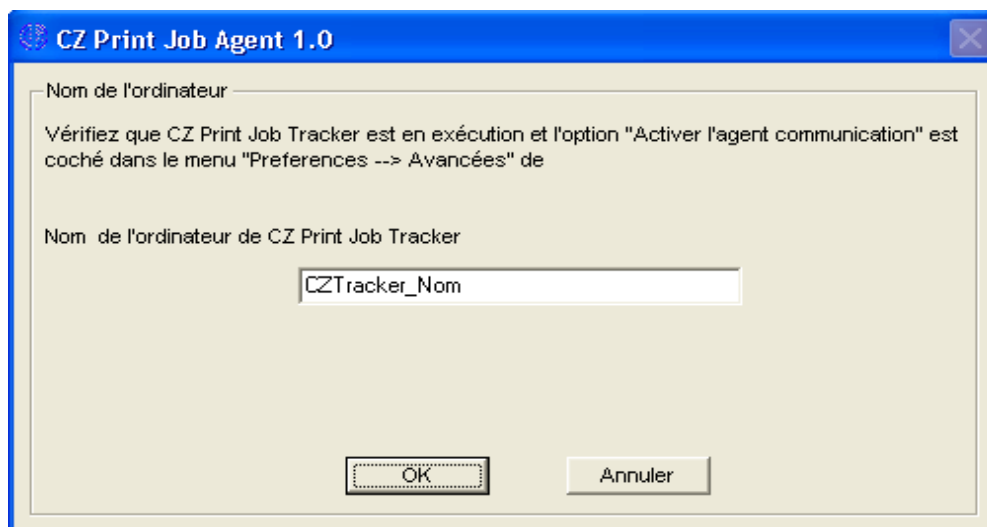 CZ Print Job Agent 1.0
Nom de l'ordinateur
Vérifiez que CZ Print Job Tracker est en exécution et l'option "Activer l'agent communication" est
coché dans le menu "Preferences --> Avancées" de
Nom  de l'ordinateur de CZ Print Job Tracker
CZTracker_Nom
OK
Annuler